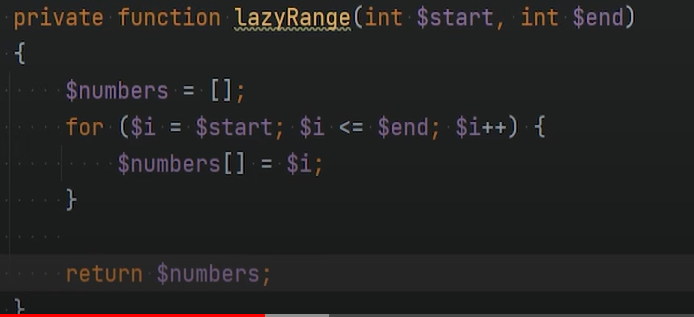 private function lazyRange(int $start, int $end)
{
    $numbers = [];
    for ($i = $start; $i <= $end; $i++) {
        $numbers[] = $i;
    }

    return $numbers;
}